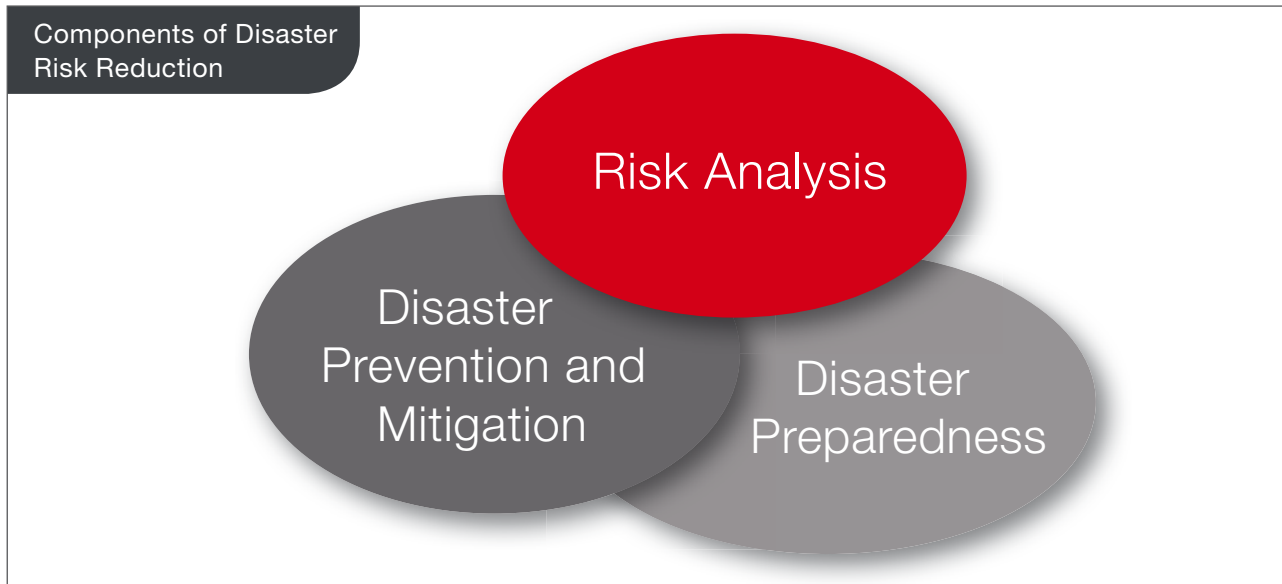 Components of Disaster
Risk Reduction
Risk Analysis
Disaster
Prevention and
Mitigation
Disaster
Preparedness